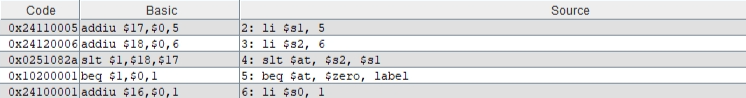 Code Basic Source
0x24110005 addiu $17,$0,5 2: li $s1, 5
0x24120006 addiu $18,$0,6 3: li $s2, 6
0x0251082a slt $1,$18,$17 4: slt $at, $s2, $s1
0x10200001 beq $1,$0,1 5: beq $at, $zero, label
0x24100001 addiu $16,$0,1 6: li $s0, 1